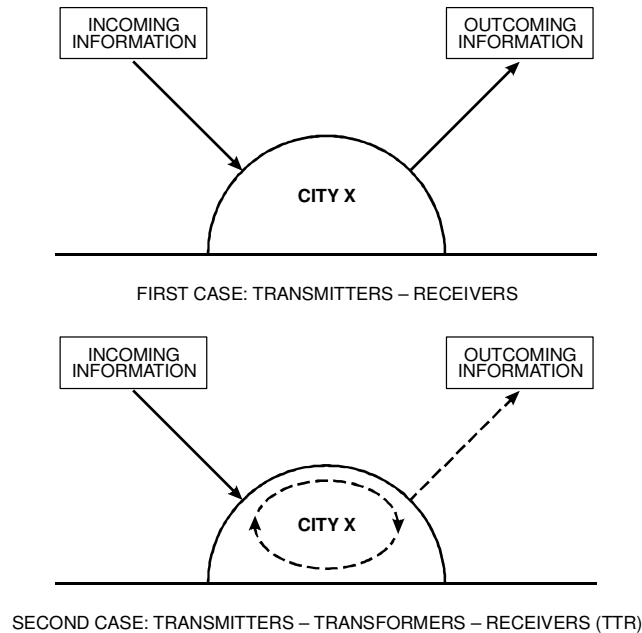 INCOMING
INFORMATION
OUTCOMING
INFORMATION
CITY X
FIRST CASE: TRANSMITTERS – RECEIVERS
INCOMING
INFORMATION
OUTCOMING
INFORMATION
CITY X
SECOND CASE: TRANSMITTERS – TRANSFORMERS – RECEIVERS (TTR)